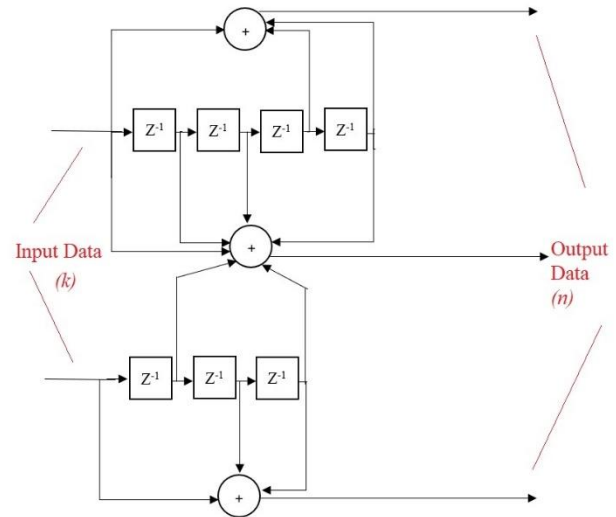 +
Z-1 Z-1 Z-1 Z-1
+
Input Data
(k)
Output
Data
(n)
Z-1 Z-1 Z-1
+